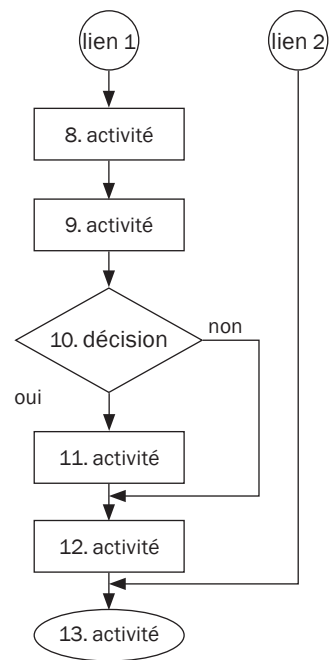 lien 1
lien 2
8. activité
9. activité
10. décision
non
oui
11. activité
12. activité
13. activité